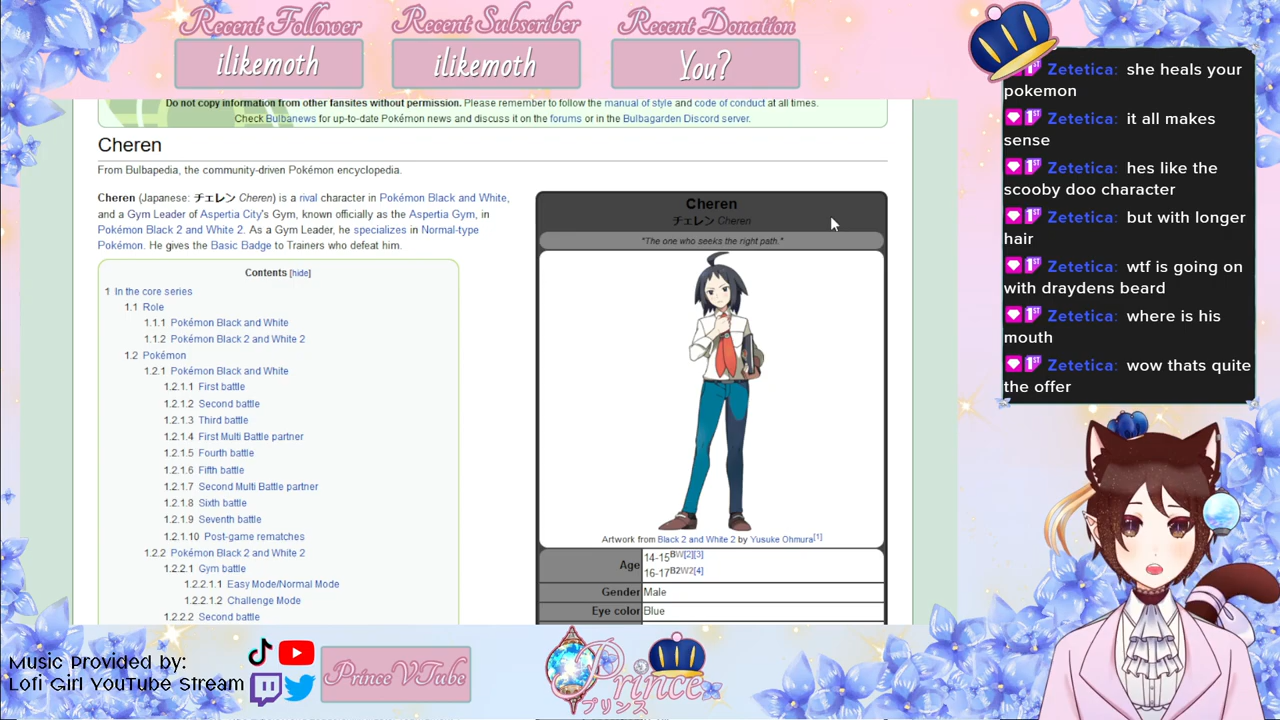 Recent Follower
ilikemoth
Recent Subscriber
ilikemoth
Recent Donation
You?
Do not copy information from other fansites without permission. Please remember to follow the manual of style and code of conduct at all times.
Check Bulbanews for up-to-date Pokémon news and discuss it on the forums or in the Bulbagarden Discord server.
Cheren
From Bulbapedia, the community-driven Pokémon encyclopedia.
Cheren (Japanese: チェレン Cheren) is a rival character in Pokémon Black and White,
and a Gym Leader of Aspertia City's Gym, known officially as the Aspertia Gym, in
Pokémon Black 2 and White 2. As a Gym Leader, he specializes in Normal-type
Pokémon. He gives the Basic Badge to Trainers who defeat him.
Contents [hide]
1 In the core series
1.1 Role
1.1.1 Pokémon Black and White
1.1.2 Pokémon Black 2 and White 2
1.2 Pokémon
1.2.1 Pokémon Black and White
1.2.1.1 First battle
1.2.1.2 Second battle
1.2.1.3 Third battle
1.2.1.4 First Multi Battle partner
1.2.1.5 Fourth battle
1.2.1.6 Fifth battle
1.2.1.7 Second Multi Battle partner
1.2.1.8 Sixth battle
1.2.1.9 Seventh battle
1.2.1.10 Post-game rematches
1.2.2 Pokémon Black 2 and White 2
1.2.2.1 Gym battle
1.2.2.1.1 Easy Mode/Normal Mode
1.2.2.1.2 Challenge Mode
1.2.2.2 Second battle
Cheren
チェレン Cheren
"The one who seeks the right path."
Artwork from Black 2 and White 2 by Yusuke Ohmura[1]
Age
14-15BW[2][3]
16-17B2W2[4]
Gender Male
Eye color Blue
Zetetica: she heals your
pokemon
Zetetica: it all makes
sense
Zetetica: hes like the
scooby doo character
Zetetica: but with longer
hair
Zetetica: wtf is going on
with draydens beard
Zetetica: where is his
mouth
Zetetica: wow thats quite
the offer
Music Provided by:
Lofi Girl YouTube Stream
PrinceVTube
Prince
プリンス